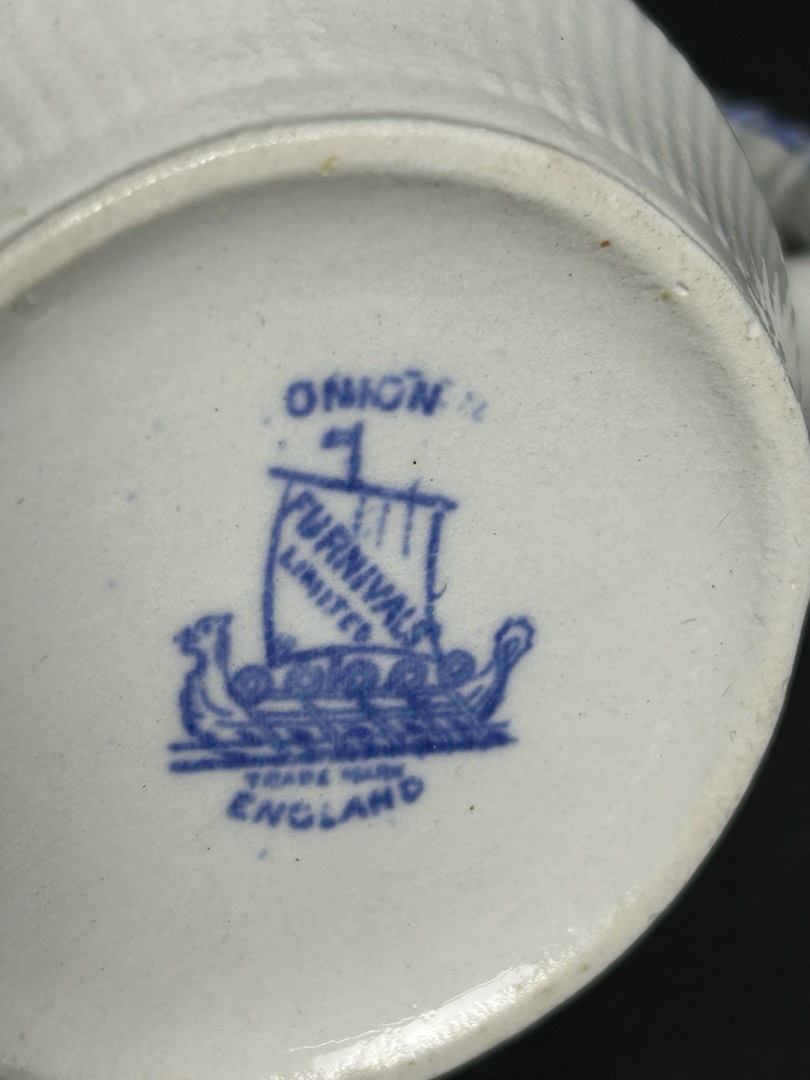 ONION
FURNIVALS
LIMITED
TRADE MARK
ENGLAND